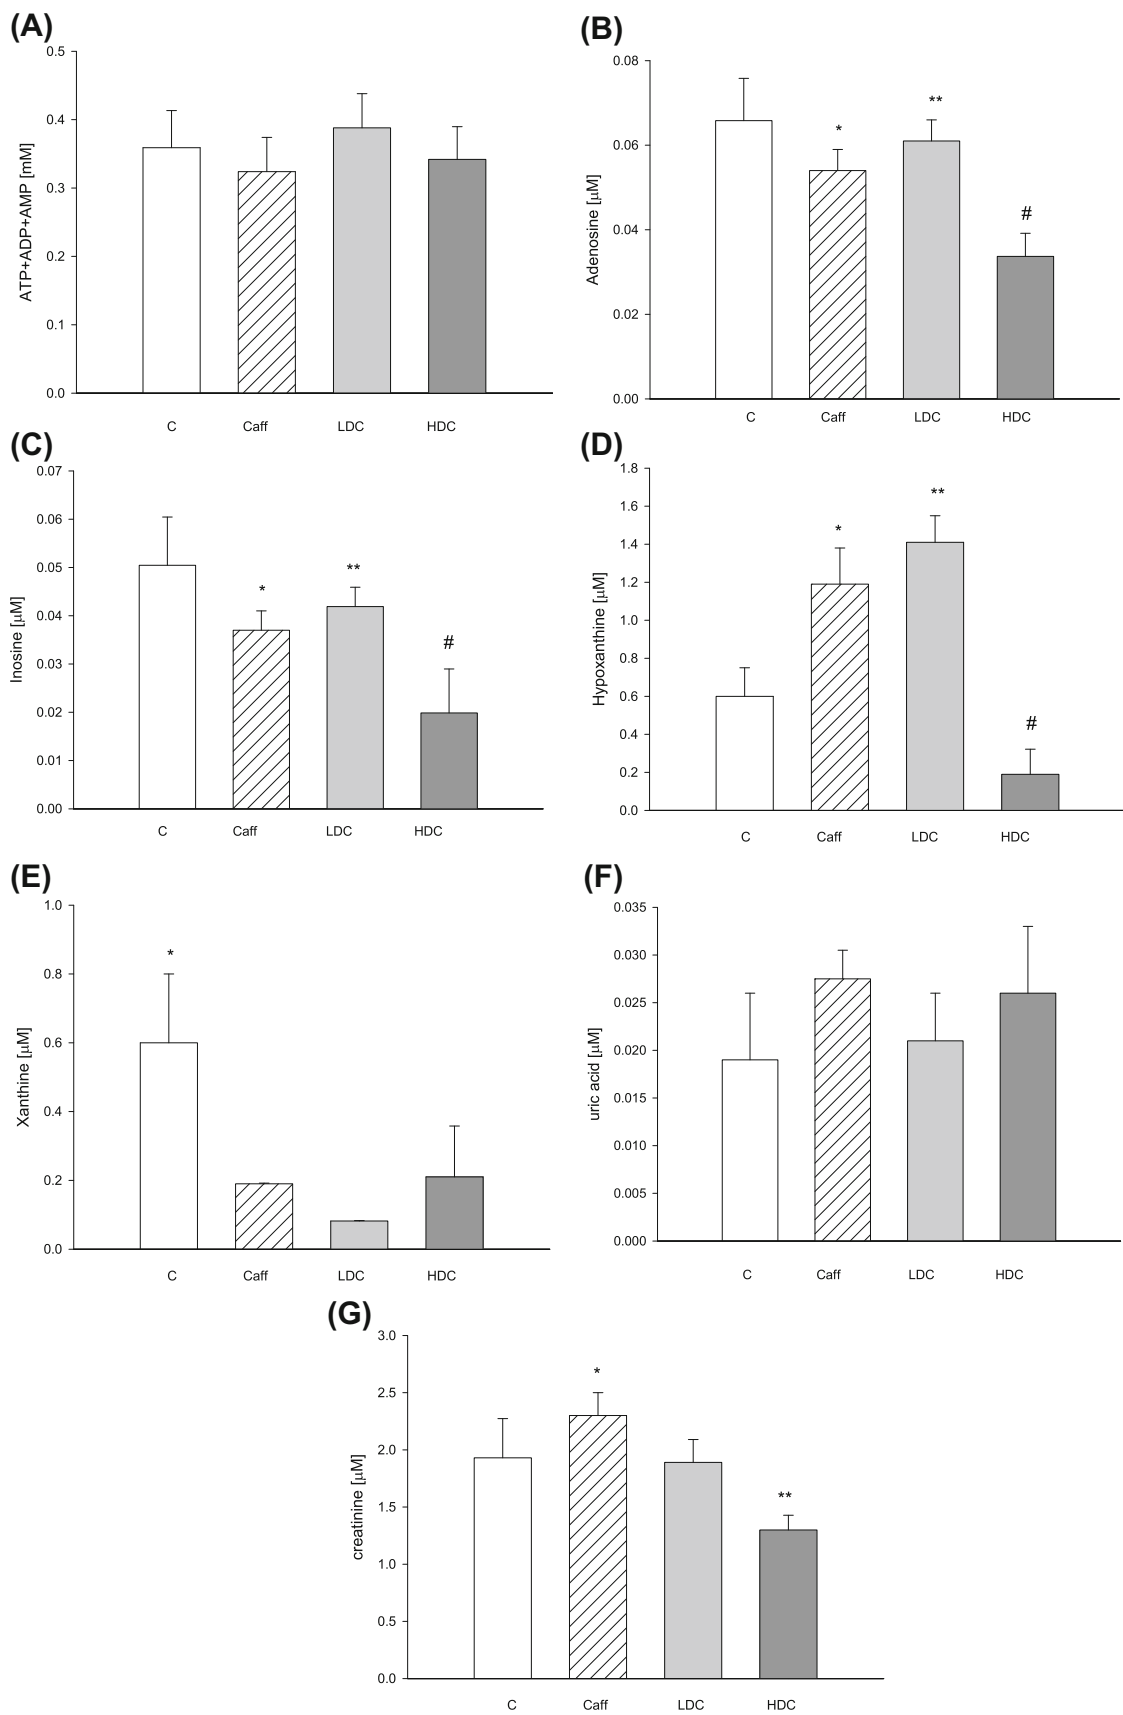 (A)
ATP+ADP+AMP [mM]
0.5
0.4
0.3
0.2
0.1
0.0
C Caff LDC HDC
(B)
Adenosine [µM]
0.08
0.06
0.04
0.02
0.00
*
**
#
C Caff LDC HDC
(C)
Inosine [µM]
0.07
0.06
0.05
0.04
0.03
0.02
0.01
0.00
*
**
#
C Caff LDC HDC
(D)
Hypoxanthine [µM]
1.8
1.6
1.4
1.2
1.0
0.8
0.6
0.4
0.2
0.0
*
**
#
C Caff LDC HDC
(E)
Xanthine [µM]
1.0
0.8
0.6
0.4
0.2
0.0
*
C Caff LDC HDC
(F)
uric acid [µM]
0.035
0.030
0.025
0.020
0.015
0.010
0.005
0.000
C Caff LDC HDC
(G)
creatinine [µM]
3.0
2.5
2.0
1.5
1.0
0.5
0.0
*
**
C Caff LDC HDC